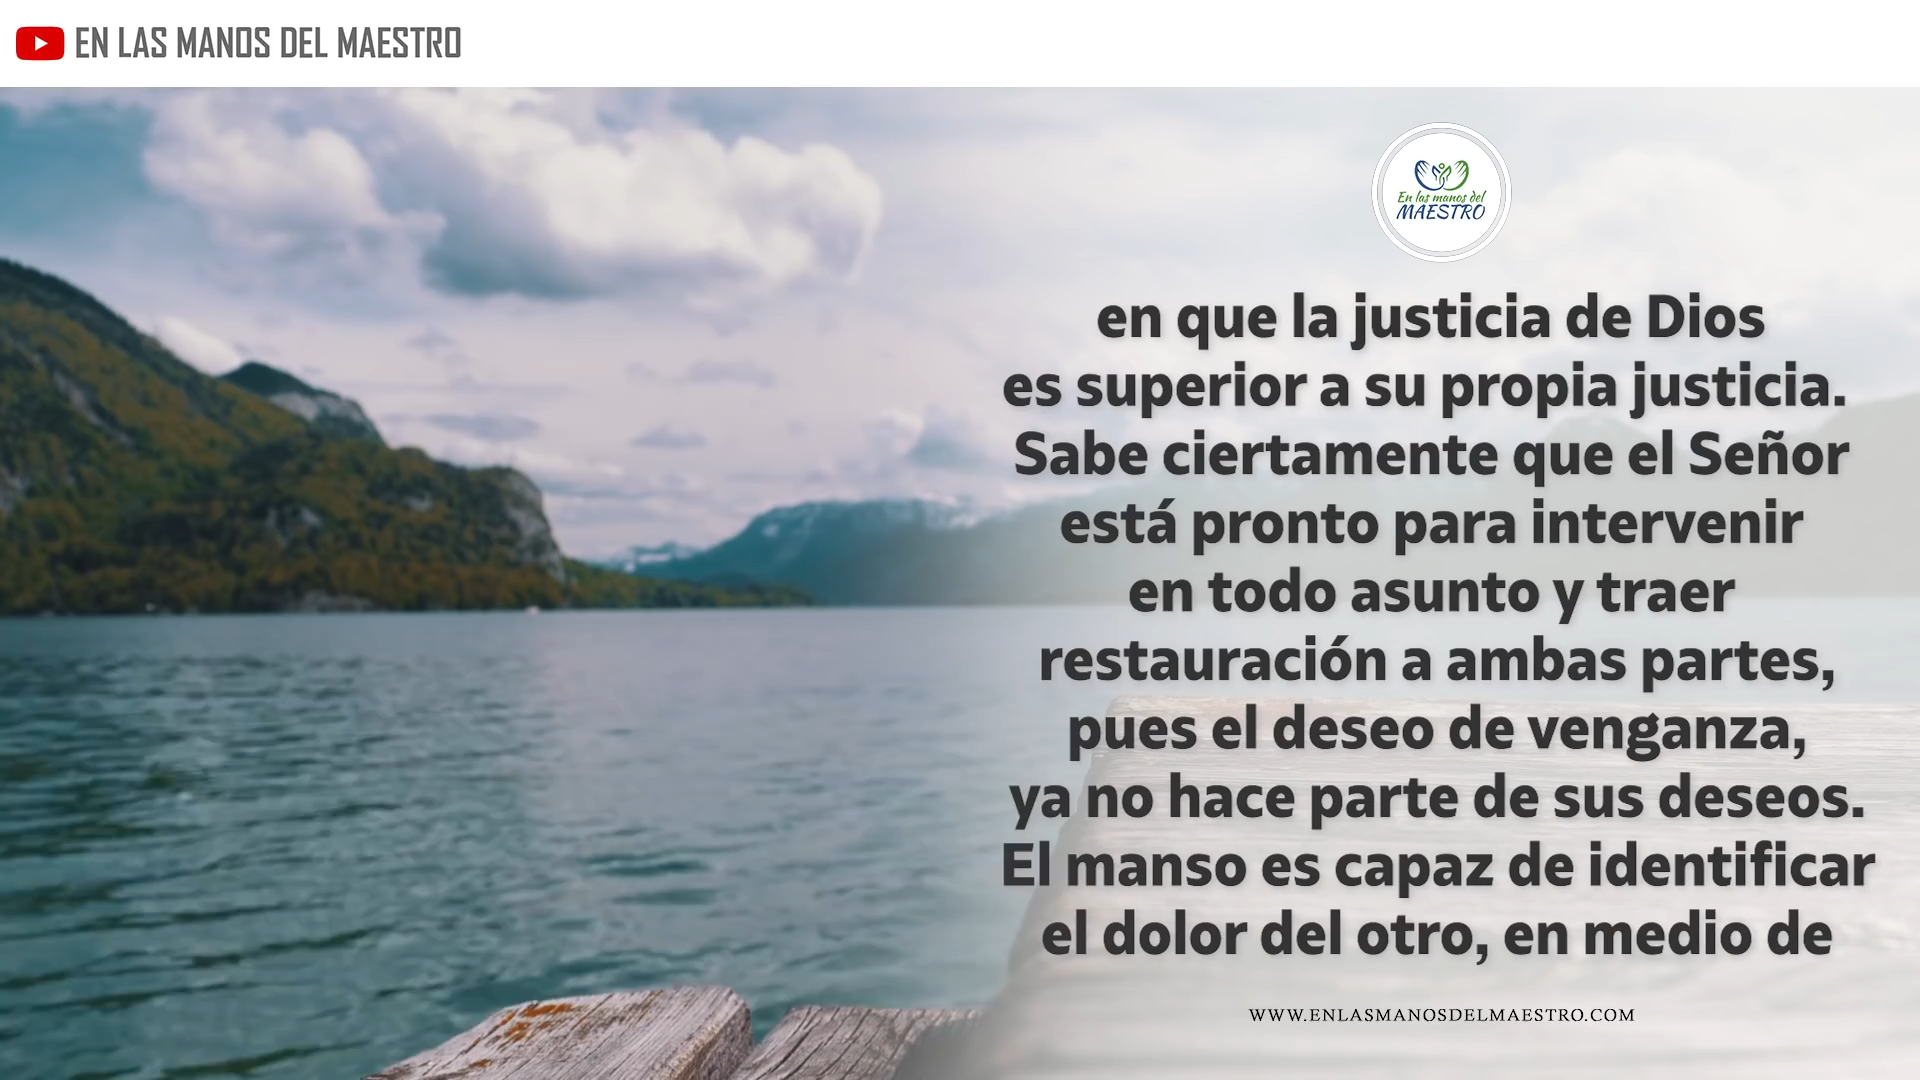 EN LAS MANOS DEL MAESTRO
En las manos del
MAESTRO
en que la justicia de Dios
es superior a su propia justicia.
Sabe ciertamente que el Señor
está pronto para intervenir
en todo asunto y traer
restauración a ambas partes,
pues el deseo de venganza,
ya no hace parte de sus deseos.
El manso es capaz de identificar
el dolor del otro, en medio de
WWW.ENLASMANOSDELMAESTRO.COM